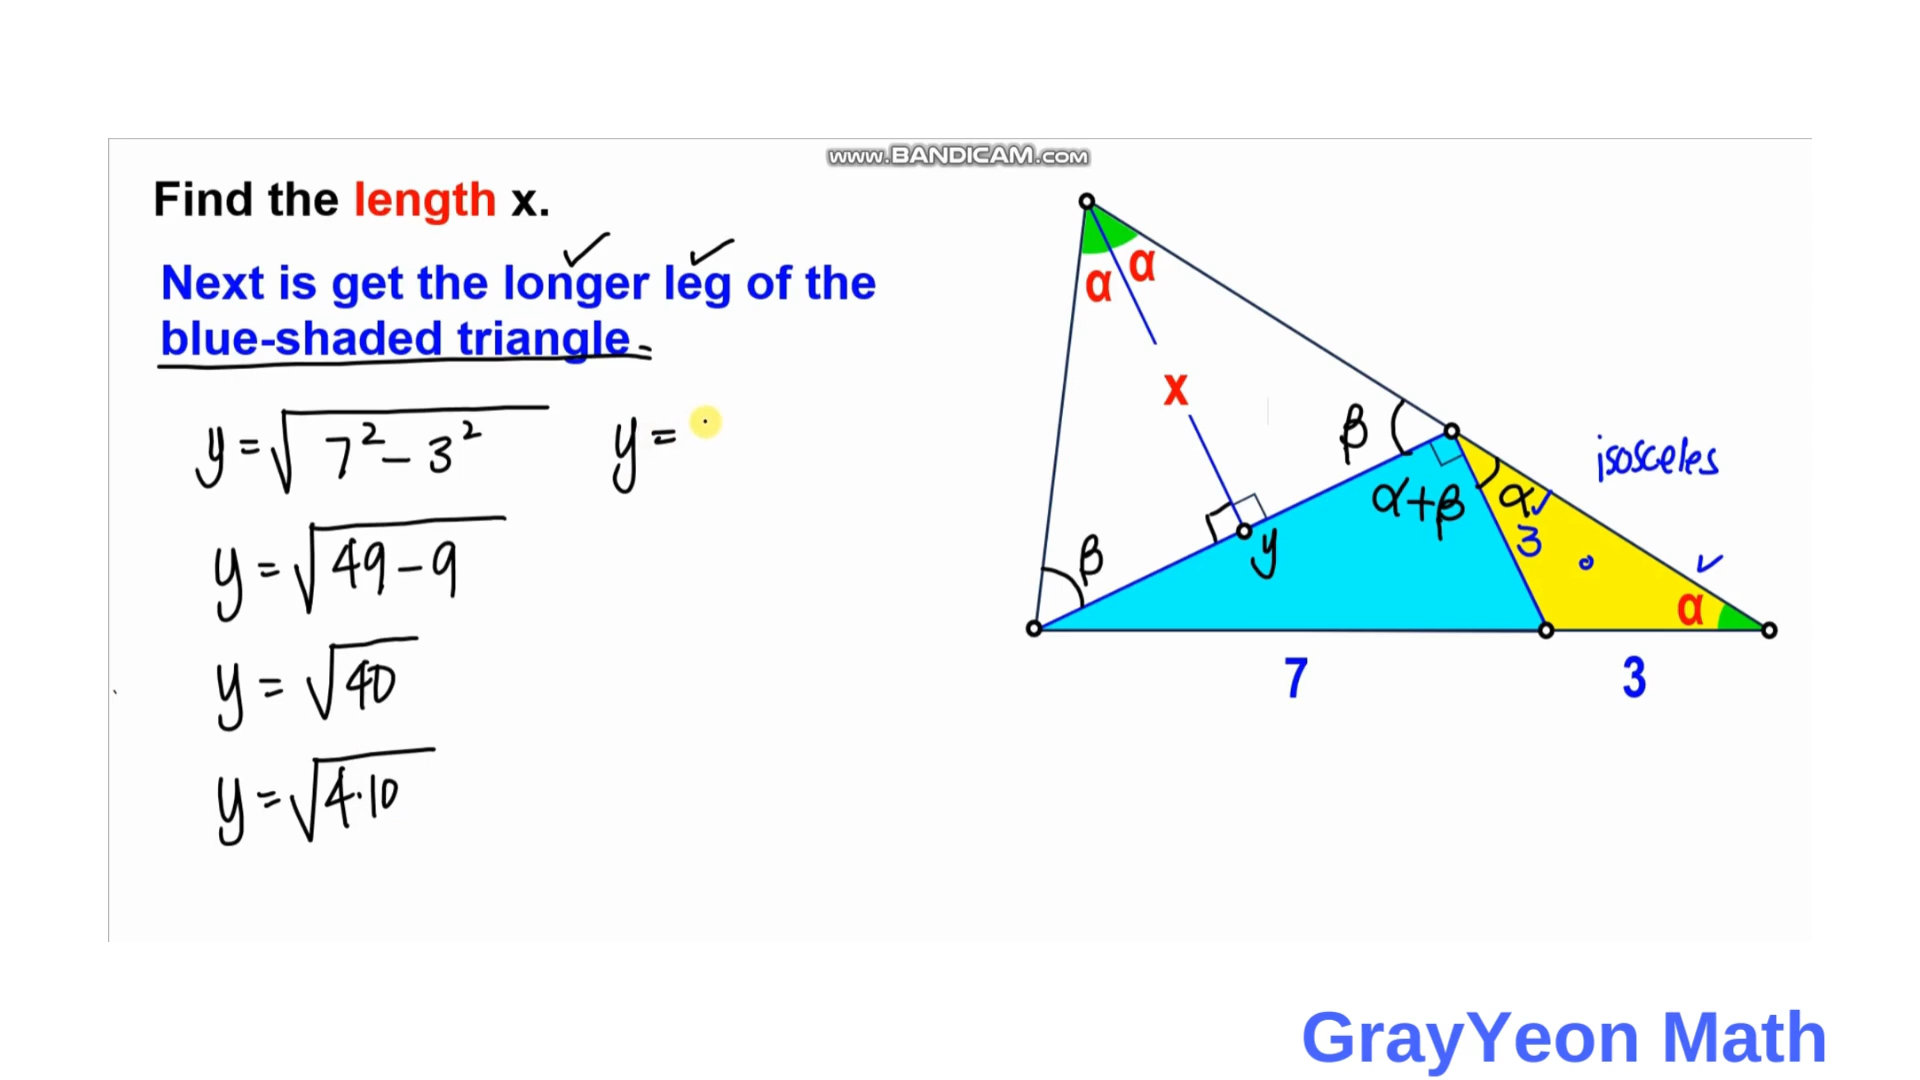 www.BANDICAM.com
Find the length x.
Next is get the longer leg of the
blue-shaded triangle.
y = √7² - 3²
y =
y = √49 - 9
y = √40
y = √4·10
α α
x
β
isosceles
α+β
α
3
β
y
α
7
3
GrayYeon Math